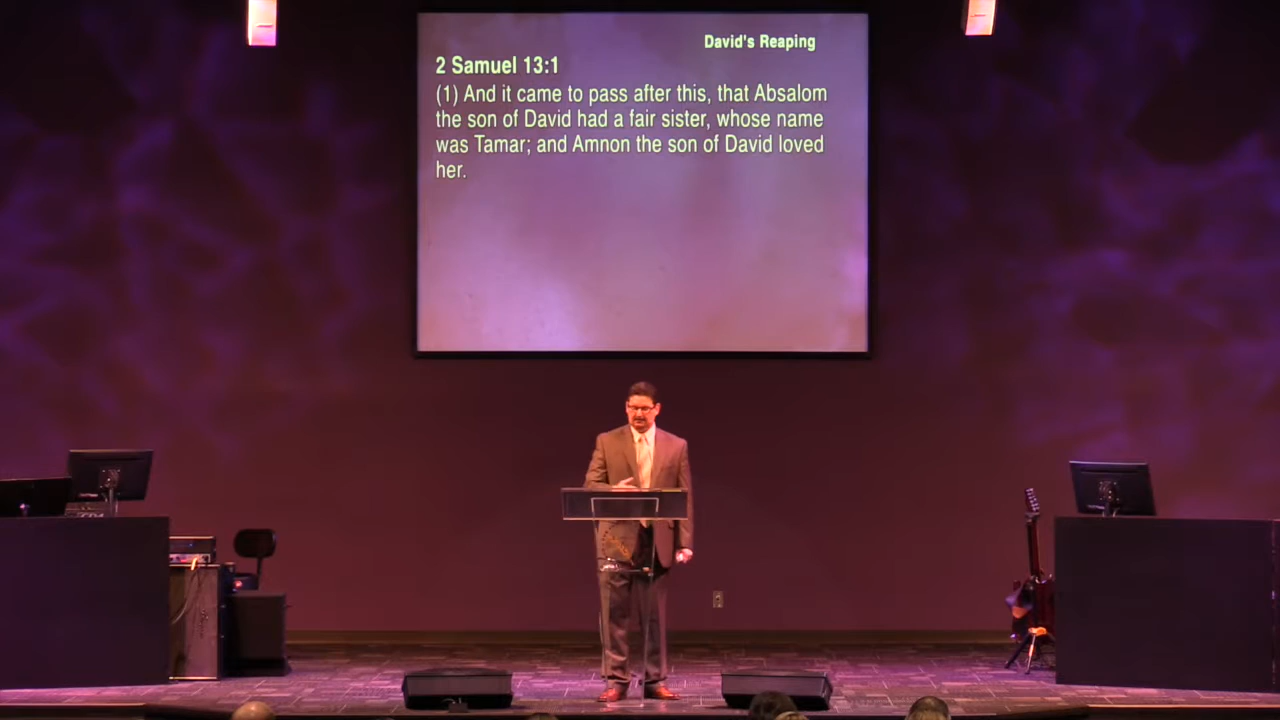 David's Reaping
2 Samuel 13:1
(1) And it came to pass after this, that Absalom
the son of David had a fair sister, whose name
was Tamar; and Amnon the son of David loved
her.